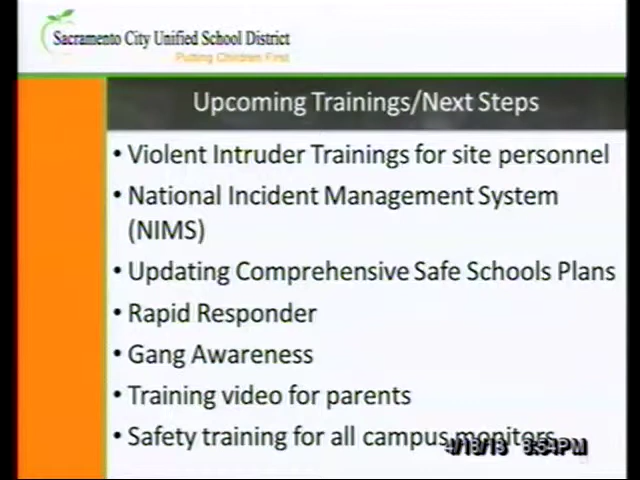 Sacramento City Unified School District
Putting Children First
Upcoming Trainings/Next Steps
• Violent Intruder Trainings for site personnel
• National Incident Management System
(NIMS)
• Updating Comprehensive Safe Schools Plans
• Rapid Responder
• Gang Awareness
• Training video for parents
• Safety training for all campus monitors